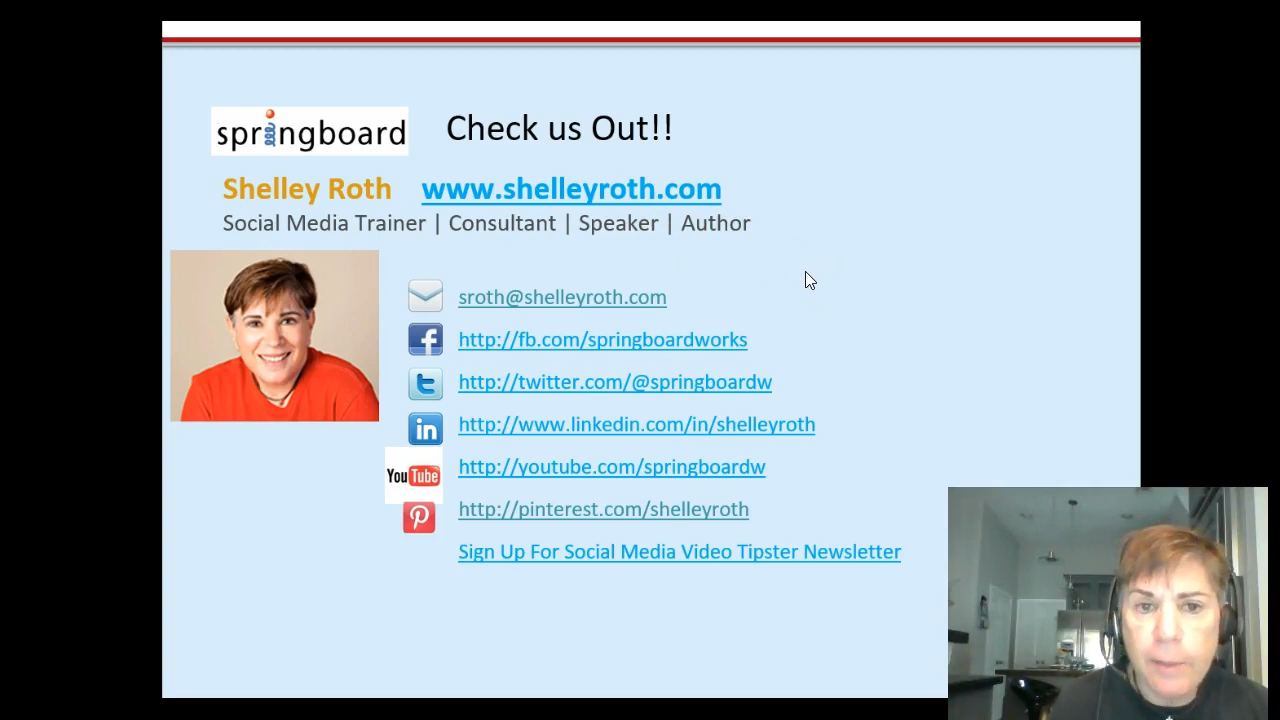 springboard Check us Out!!
Shelley Roth www.shelleyroth.com
Social Media Trainer | Consultant | Speaker | Author
sroth@shelleyroth.com
http://fb.com/springboardworks
http://twitter.com/@springboardw
http://www.linkedin.com/in/shelleyroth
http://youtube.com/springboardw
YouTube
http://pinterest.com/shelleyroth
Sign Up For Social Media Video Tipster Newsletter